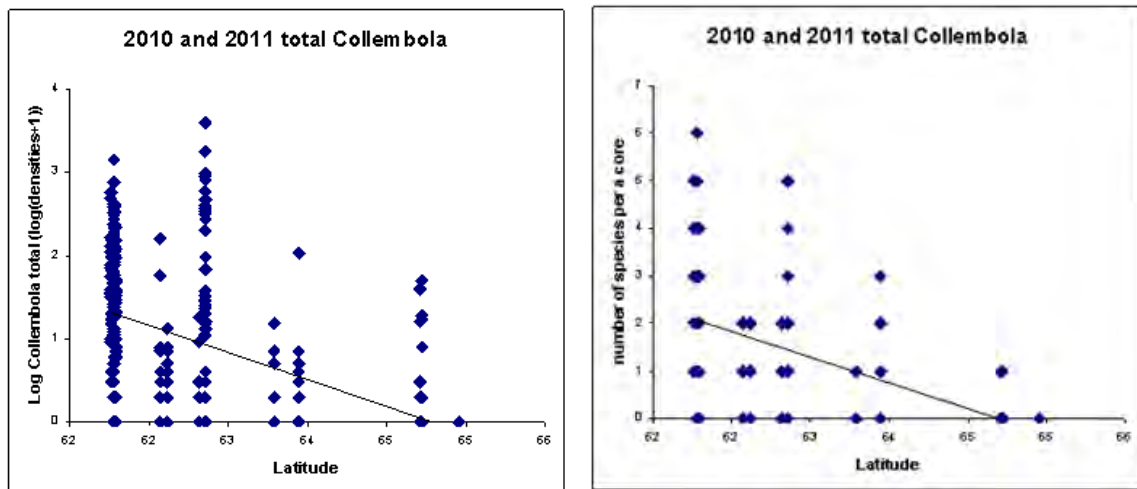 2010 and 2011 total Collembola
Log Collembola total (log(densities+1))
4
3
2
1
0
62 62 63 64 65 66 66
Latitude
2010 and 2011 total Collembola
number of species per a core
7
6
5
4
3
2
1
0
62 62 63 64 65 65 66
Latitude